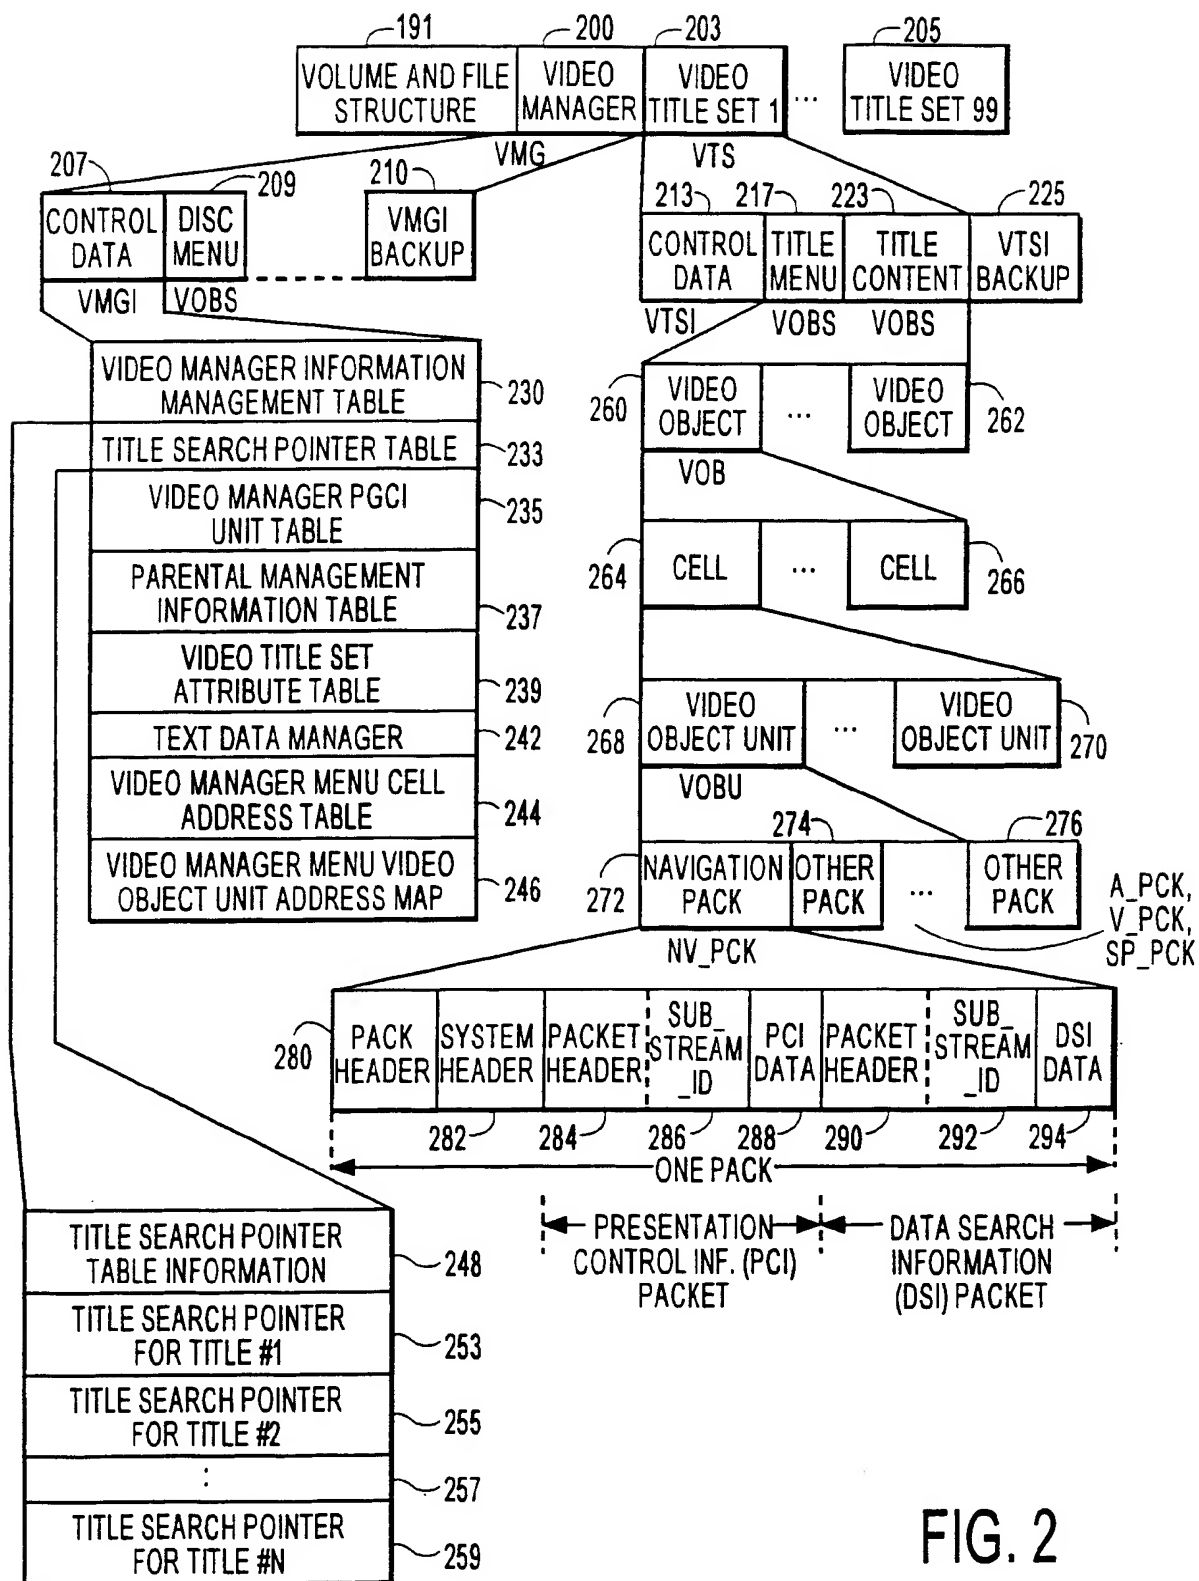 191
200
203
205
VOLUME AND FILE
STRUCTURE
VIDEO
MANAGER
VIDEO
TITLE SET 1
...
VIDEO
TITLE SET 99
VMG
VTS
207
209
210
213
217
223
225
CONTROL
DATA
DISC
MENU
VMGI
BACKUP
CONTROL
DATA
TITLE
MENU
TITLE
CONTENT
VTSI
BACKUP
VMGI
VOBS
VTSI
VOBS
VOBS
VIDEO MANAGER INFORMATION
MANAGEMENT TABLE
230
TITLE SEARCH POINTER TABLE
233
VIDEO MANAGER PGCI
UNIT TABLE
235
PARENTAL MANAGEMENT
INFORMATION TABLE
237
VIDEO TITLE SET
ATTRIBUTE TABLE
239
TEXT DATA MANAGER
242
VIDEO MANAGER MENU CELL
ADDRESS TABLE
244
VIDEO MANAGER MENU VIDEO
OBJECT UNIT ADDRESS MAP
246
260
VIDEO
OBJECT
...
VIDEO
OBJECT
262
VOB
264
CELL
...
CELL
266
268
VIDEO
OBJECT UNIT
...
VIDEO
OBJECT UNIT
270
VOBU
274
276
272
NAVIGATION
PACK
OTHER
PACK
...
OTHER
PACK
A_PCK,
V_PCK,
SP_PCK
NV_PCK
280
PACK
HEADER
SYSTEM
HEADER
PACKET
HEADER
SUB_
STREAM
_ID
PCI
DATA
PACKET
HEADER
SUB_
STREAM
_ID
DSI
DATA
282
284
286
288
290
292
294
ONE PACK
PRESENTATION
CONTROL INF. (PCI)
PACKET
DATA SEARCH
INFORMATION
(DSI) PACKET
TITLE SEARCH POINTER
TABLE INFORMATION
248
TITLE SEARCH POINTER
FOR TITLE #1
253
TITLE SEARCH POINTER
FOR TITLE #2
255
:
257
TITLE SEARCH POINTER
FOR TITLE #N
259
FIG. 2